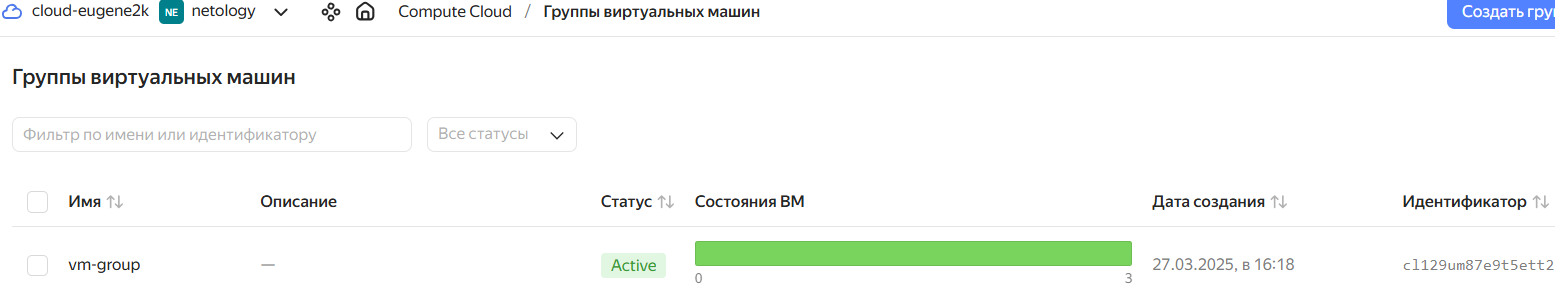 cloud-eugene2k NE netology Compute Cloud / Группы виртуальных машин Создать гру
Группы виртуальных машин
Фильтр по имени или идентификатору Все статусы
Имя Описание Статус Состояния ВМ Дата создания Идентификатор
vm-group — Active 27.03.2025, в 16:18 cl129um87e9t5ett2
0 3